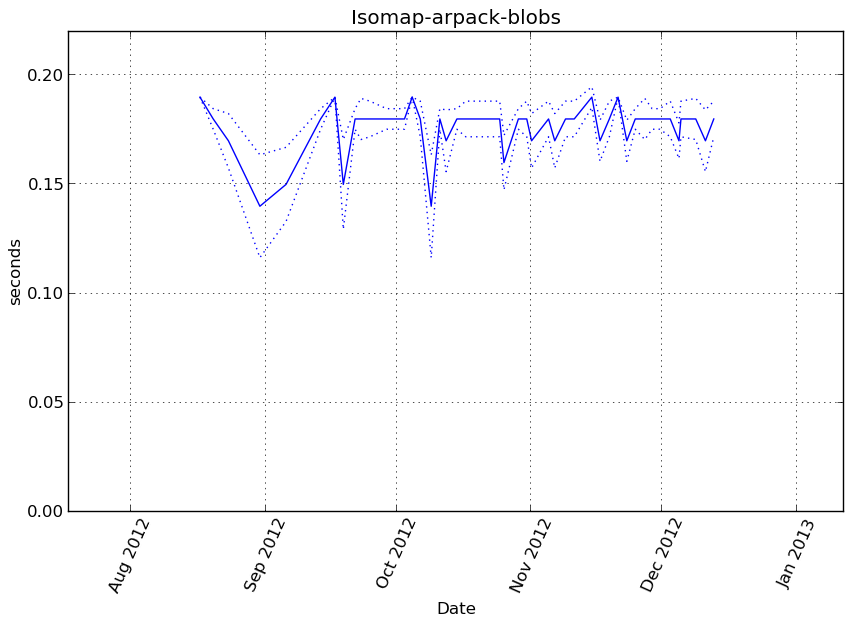 Isomap-arpack-blobs
0.20
0.15
0.10
0.05
0.00
seconds
Aug 2012
Sep 2012
Oct 2012
Nov 2012
Dec 2012
Jan 2013
Date